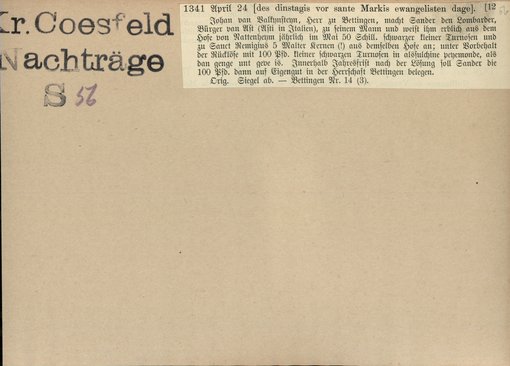 Kr. Coesfeld
Nachträge
S 56
1341 April 24 [des dinstagis vor sante Markis ewangelisten dage]. [12
Johan van Valkynsteyn, Herr zu Bettingen, macht Sander den Lombarder,
Bürger van Ast (Asti in Italien), zu seinem Mann und weist ihm erblich aus dem
Hofe von Nattenheym jährlich im Mai 50 Schill. schwarzer kleiner Turnosen und
zu Sanct Remigius 5 Malter Kernen (!) aus demselben Hofe an; unter Vorbehalt
der Rücklöse mit 100 Pfd. kleiner schwarzen Turnosen in alsulchine peyemonde, als
dan genge unt geve is. Innerhalb Jahresfrist nach der Lösung soll Sander die
100 Pfd. dann auf Eigengut in der Herrschaft Bettingen belegen.
Orig. Siegel ab. — Bettingen Nr. 14 (3).